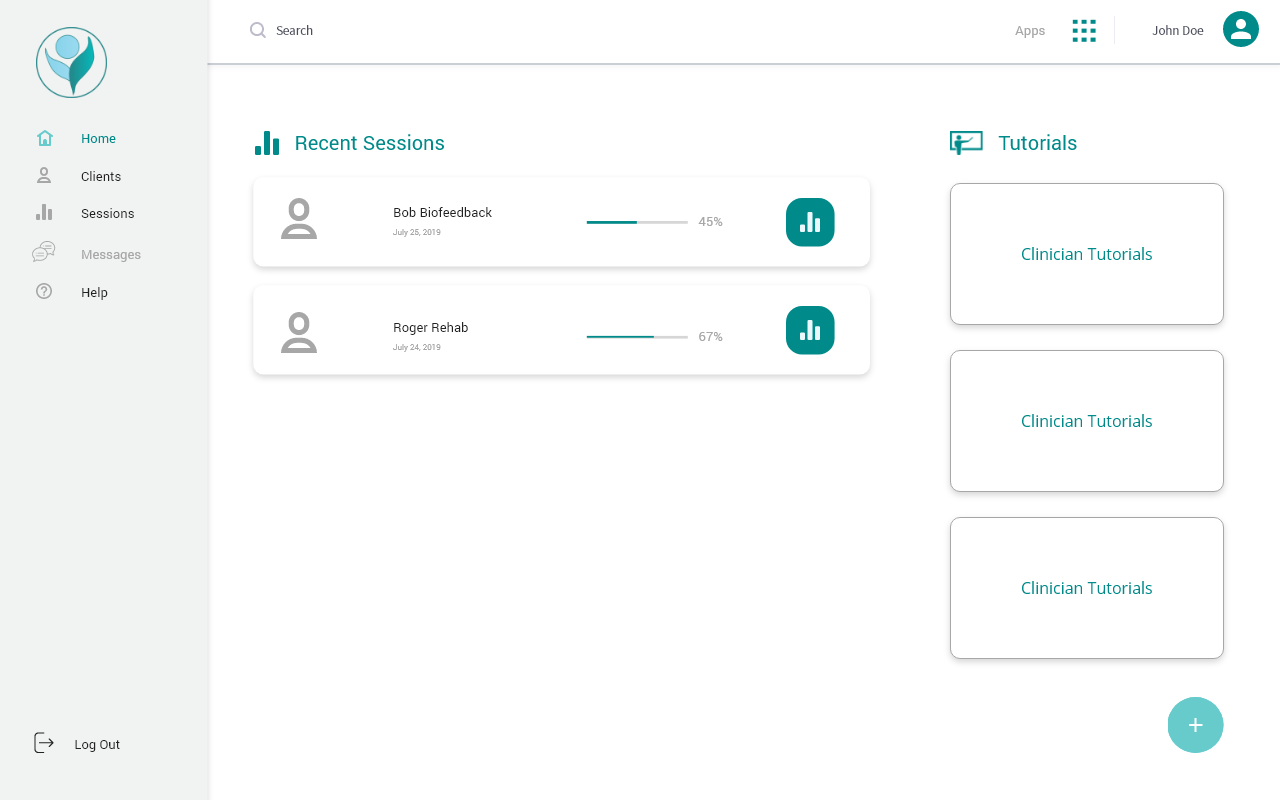 Search
Apps
John Doe
Home
Clients
Sessions
Messages
Help
Log Out
Recent Sessions
Bob Biofeedback
July 25, 2019
45%
Roger Rehab
July 24, 2019
67%
Tutorials
Clinician Tutorials
Clinician Tutorials
Clinician Tutorials
+